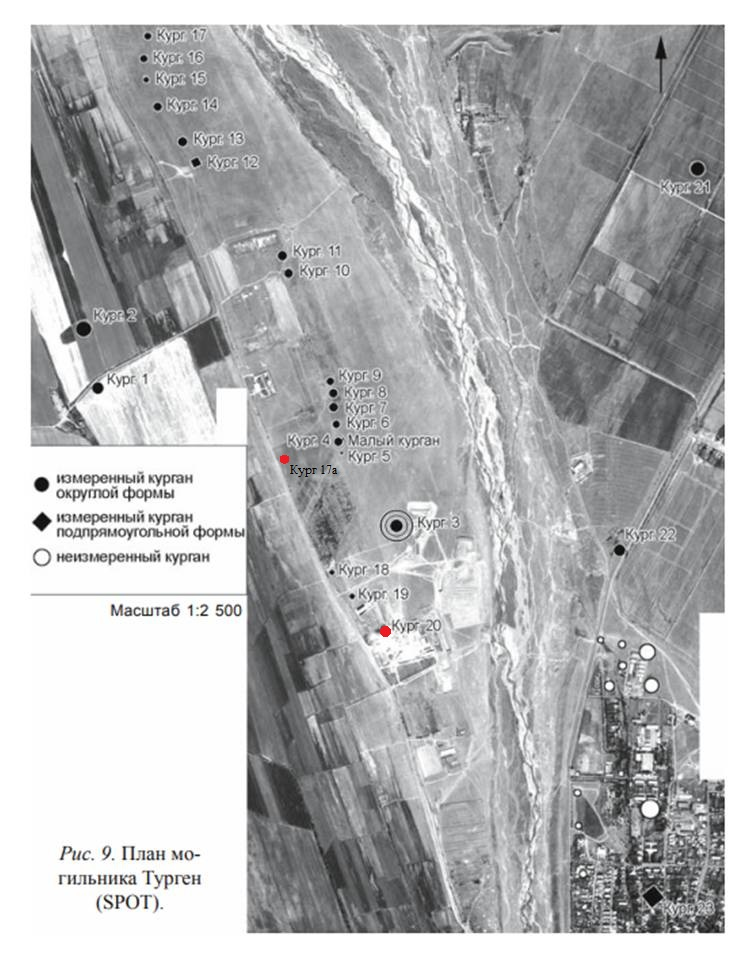 Кург. 17
Кург. 16
Кург. 15
Кург. 14
Кург. 13
Кург. 12
Кург. 21
Кург. 11
Кург. 10
Кург. 2
Кург. 1
Кург. 9
Кург. 8
Кург. 7
Кург. 6
Кург. 4
Малый курган
Кург. 5
Кург 17а
Кург. 3
Кург. 22
Кург. 18
Кург. 19
Кург. 20
Кург. 23
измеренный курган
округлой формы
измеренный курган
подпрямоугольной формы
неизмеренный курган
Масштаб 1:2 500
Рис. 9. План мо-
гильника Турген
(SPOT).